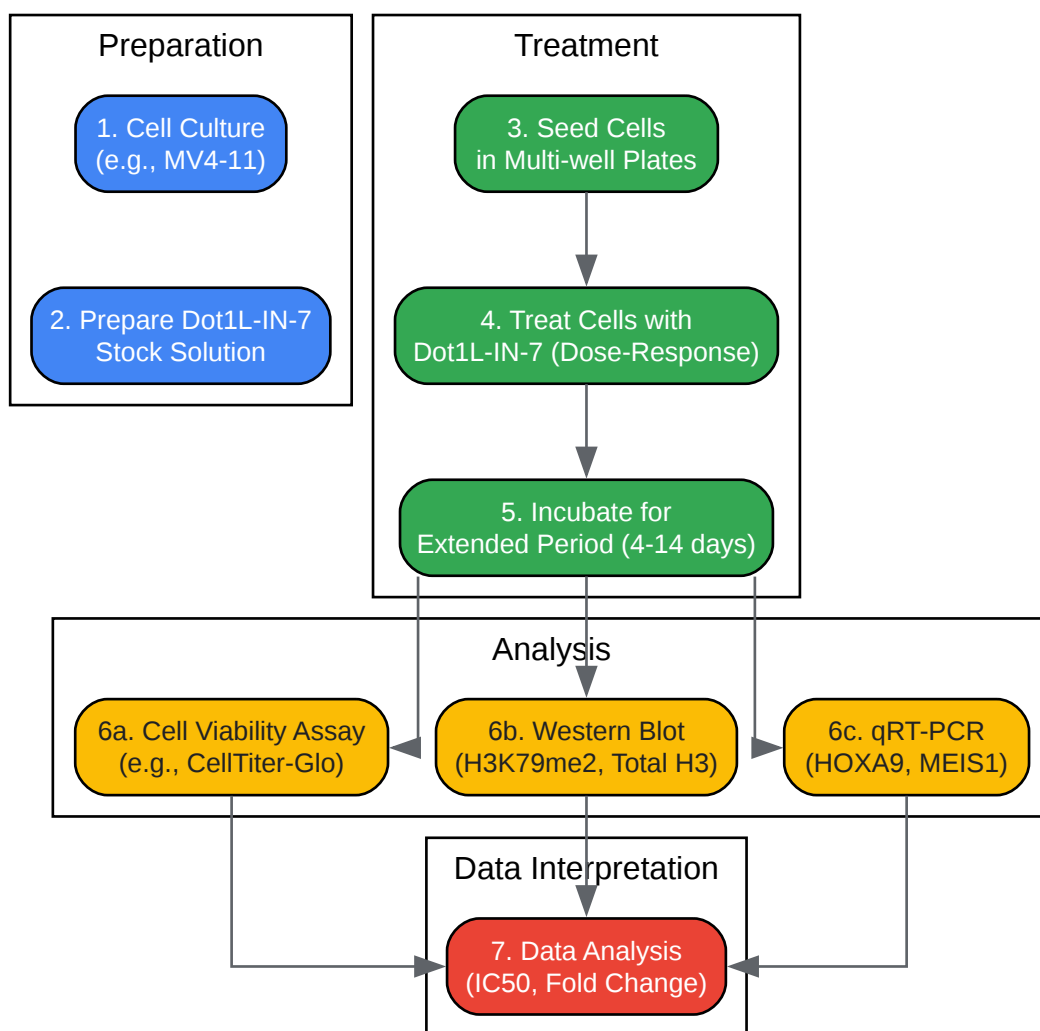 Preparation
1. Cell Culture
(e.g., MV4-11)
2. Prepare Dot1L-IN-7
Stock Solution
Treatment
3. Seed Cells
in Multi-well Plates
4. Treat Cells with
Dot1L-IN-7 (Dose-Response)
5. Incubate for
Extended Period (4-14 days)
Analysis
6a. Cell Viability Assay
(e.g., CellTiter-Glo)
6b. Western Blot
(H3K79me2, Total H3)
6c. qRT-PCR
(HOXA9, MEIS1)
Data Interpretation
7. Data Analysis
(IC50, Fold Change)